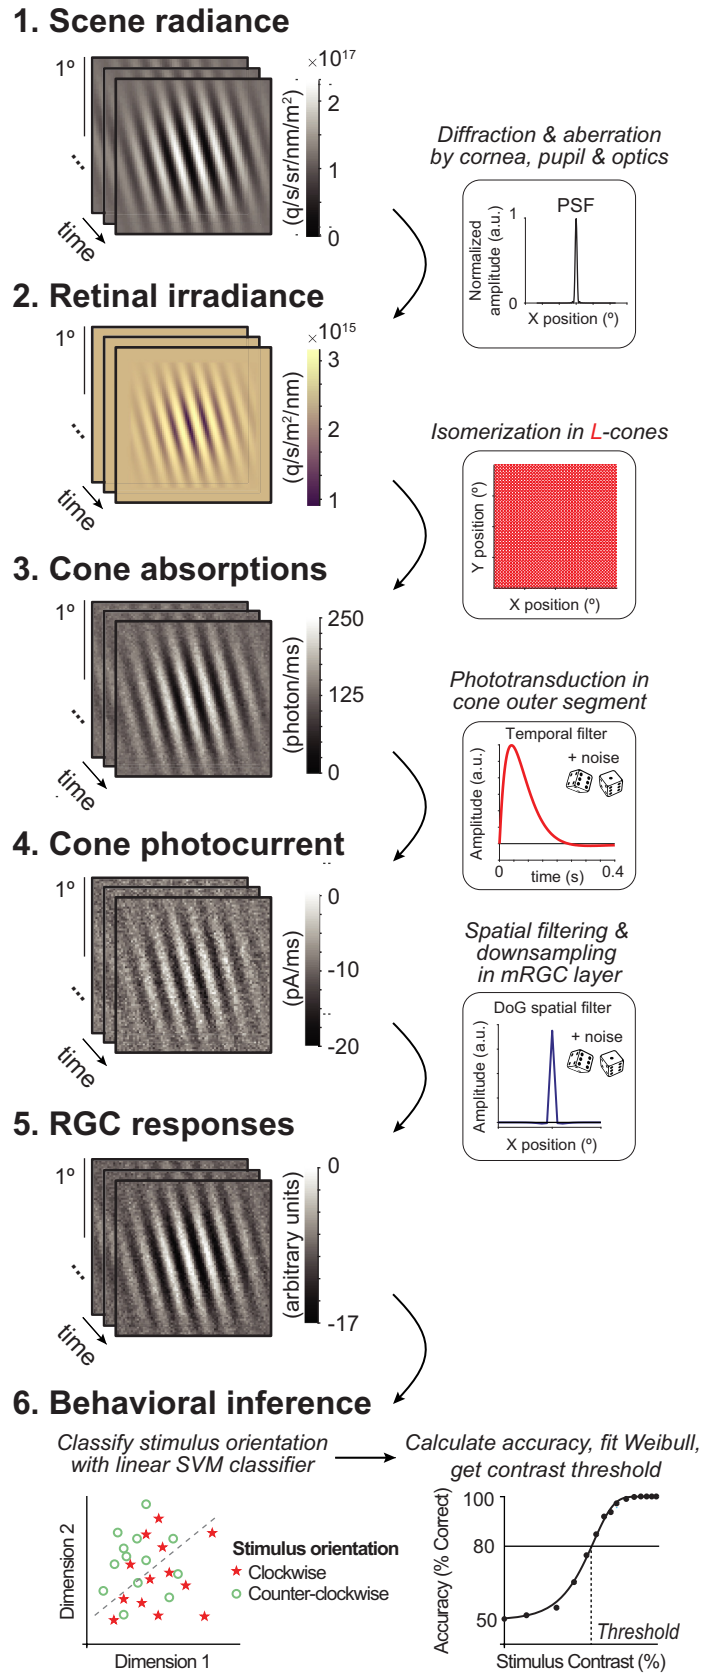 1. Scene radiance
1º
×10¹⁷
2
1
0
(q/s/sr/nm/m²)
time
Diffraction & aberration
by cornea, pupil & optics
PSF
1
0
Normalized
amplitude (a.u.)
X position (º)
2. Retinal irradiance
1º
×10¹⁵
3
2
1
(q/s/m²/nm)
time
Isomerization in L-cones
Y position (º)
X position (º)
3. Cone absorptions
1º
250
125
0
(photon/ms)
time
Phototransduction in
cone outer segment
Temporal filter
+ noise
Amplitude (a.u.)
0
0.4
time (s)
4. Cone photocurrent
1º
0
-10
-20
(pA/ms)
time
Spatial filtering &
downsampling
in mRGC layer
DoG spatial filter
+ noise
Amplitude (a.u.)
X position (º)
5. RGC responses
1º
0
-17
(arbitrary units)
time
6. Behavioral inference
Classify stimulus orientation
with linear SVM classifier
Dimension 2
Dimension 1
Stimulus orientation
Clockwise
Counter-clockwise
Calculate accuracy, fit Weibull,
get contrast threshold
Accuracy (% Correct)
100
80
50
Threshold
Stimulus Contrast (%)